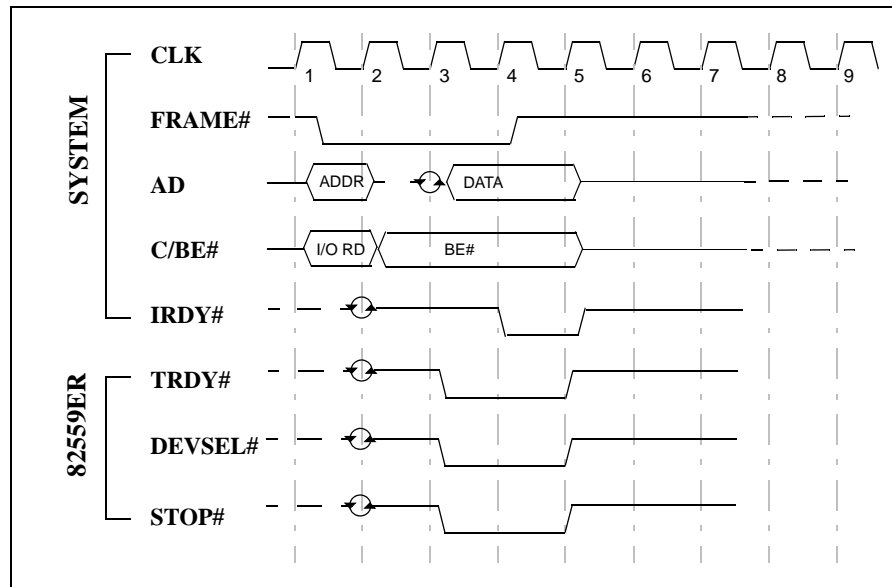 SYSTEM
CLK
1 2 3 4 5 6 7 8 9
FRAME#
AD ADDR DATA
C/BE# I/O RD BE#
IRDY#
82559ER
TRDY#
DEVSEL#
STOP#